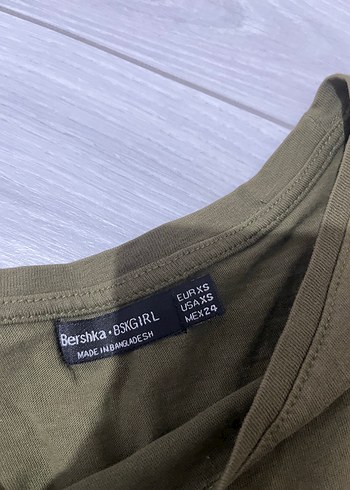 Bershka • BSKGIRL
MADE IN BANGLADESH
EUR XS
USA XS
MEX 24